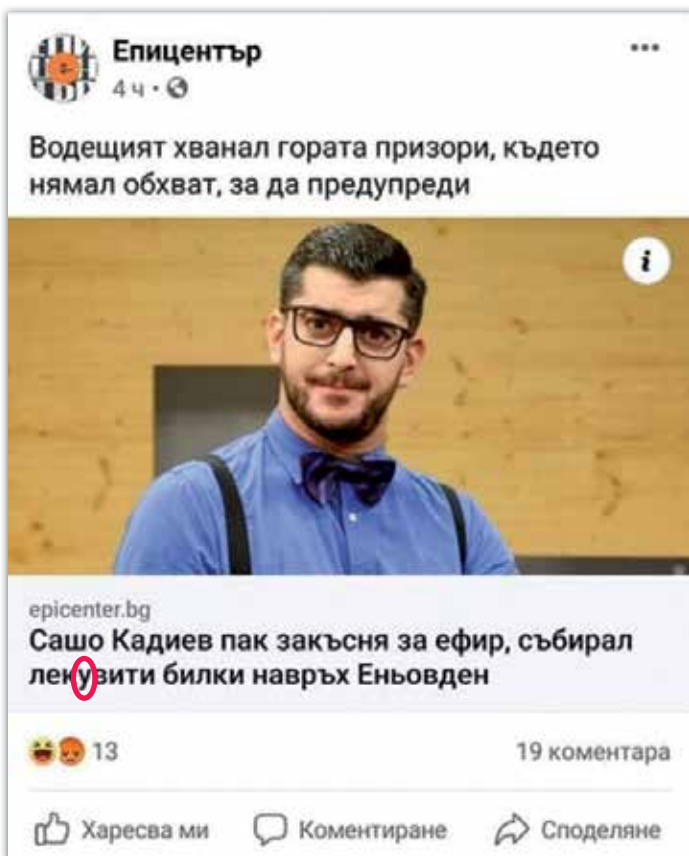 Епицентър
4 ч
Водещият хванал гората призори, където
нямал обхват, за да предупреди
i
epicenter.bg
Сашо Кадиев пак закъсня за ефир, събирал
лекувити билки навръх Еньовден
13
19 коментара
Харесва ми
Коментиране
Споделяне